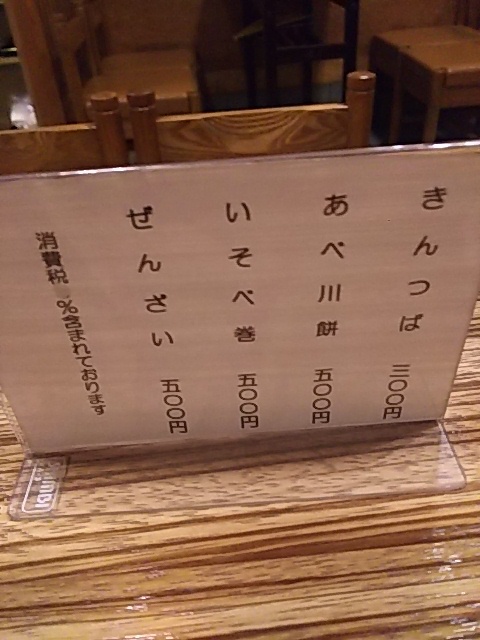 きんつば 三〇〇円
あべ川餅 五〇〇円
いそべ巻 五〇〇円
ぜんざい 五〇〇円
消費税 %含まれております